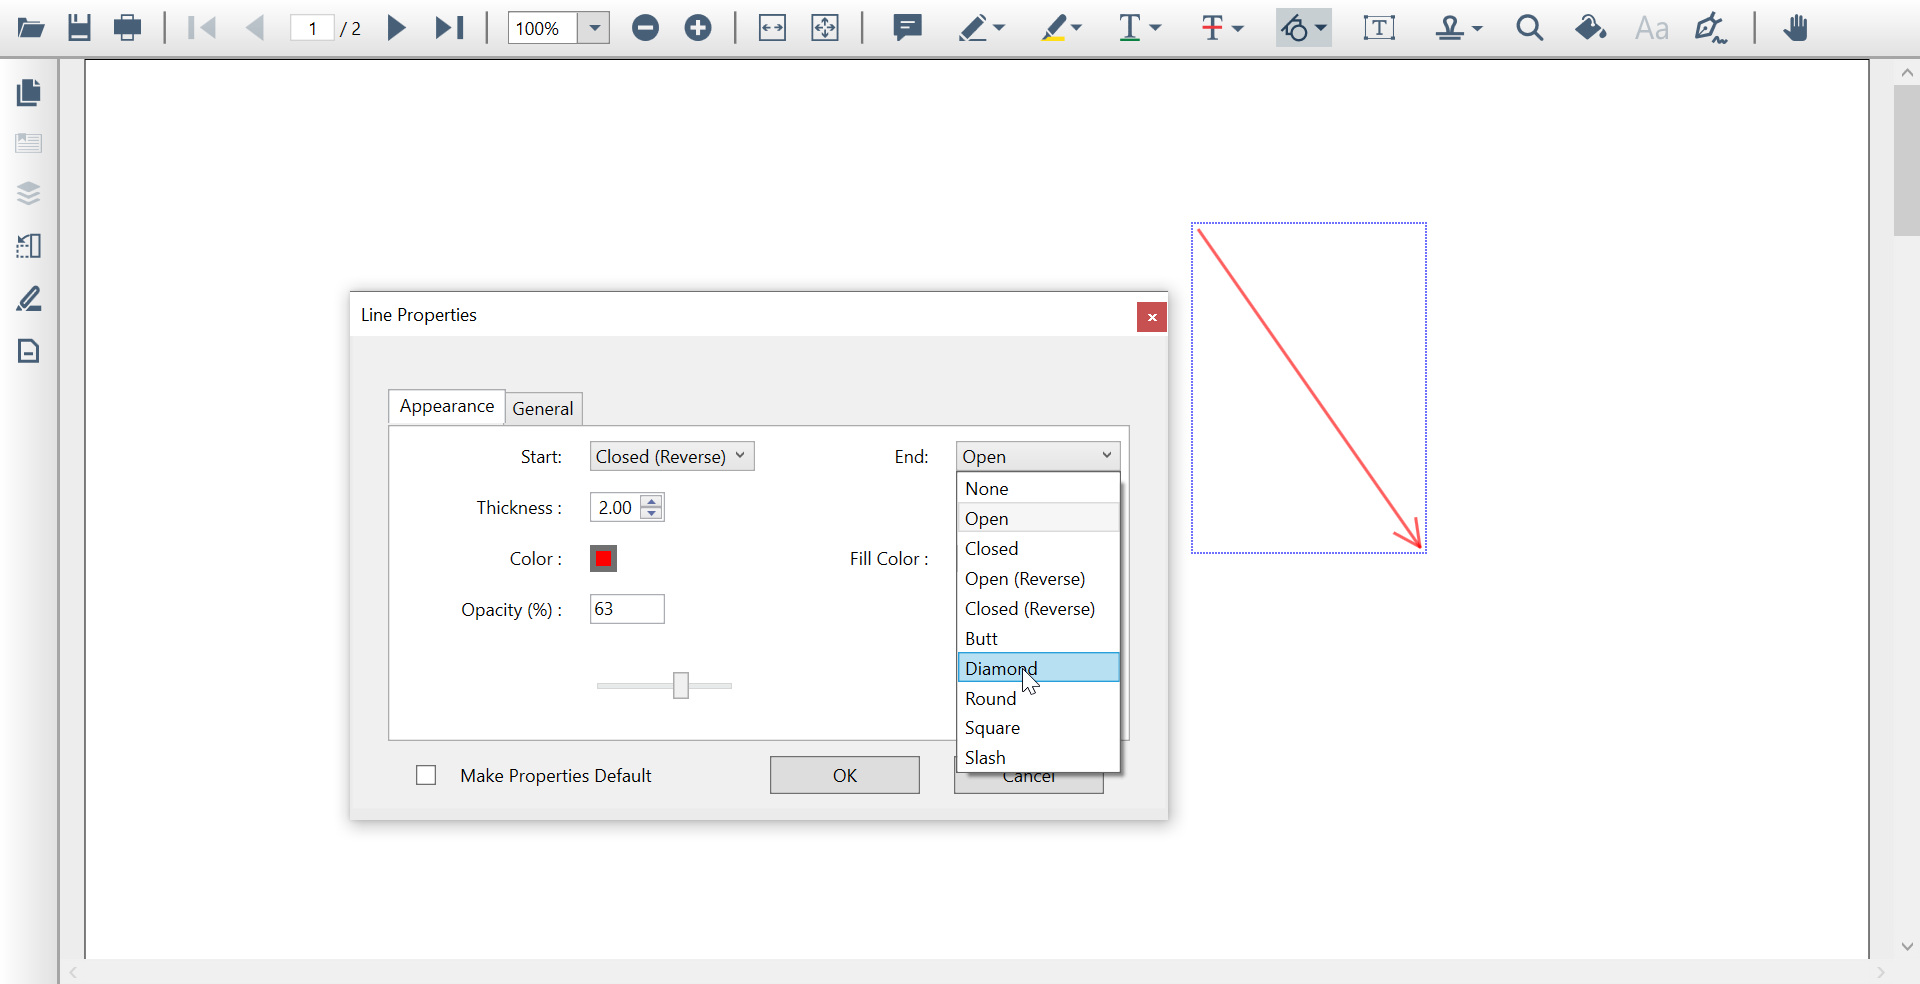 1 / 2 100% T T T Aa
Line Properties
Appearance General
Start: Closed (Reverse) End: Open
None
Thickness : 2.00
Open
Closed
Color : Fill Color :
Open (Reverse)
Opacity (%) : 63
Closed (Reverse)
Butt
Diamond
Round
Square
Slash
Make Properties Default OK Cancel